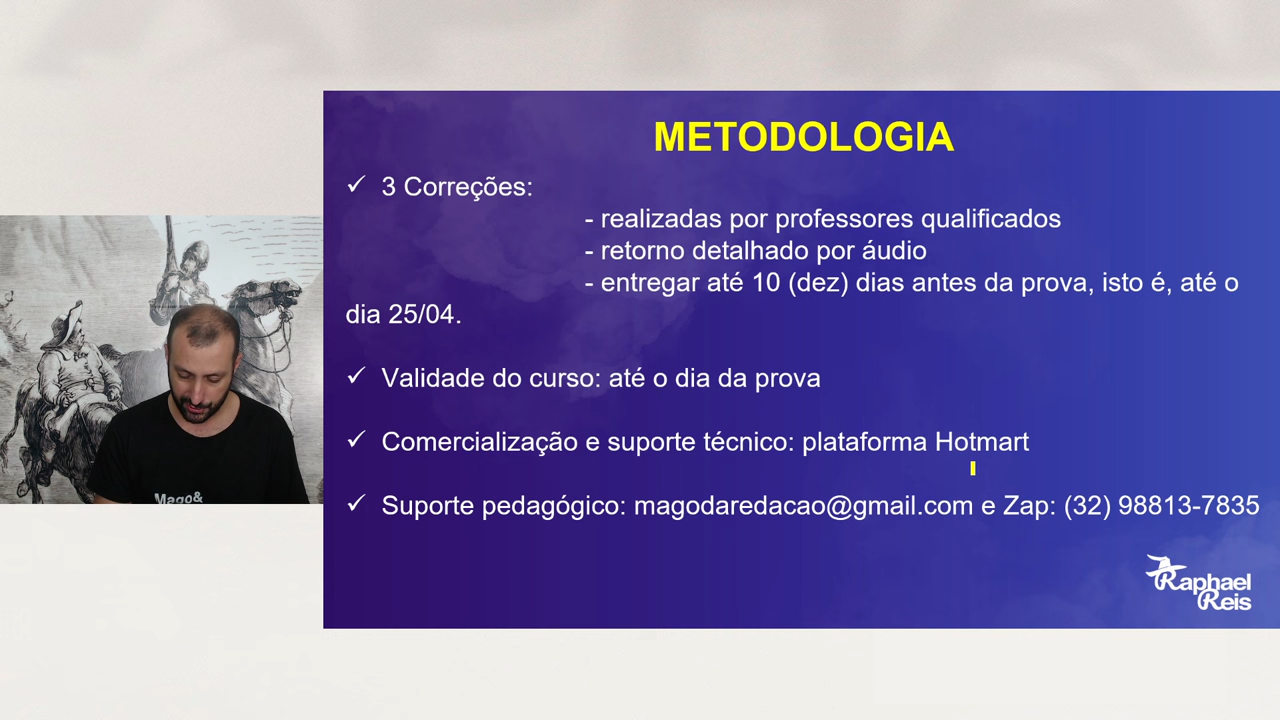 METODOLOGIA
✓ 3 Correções:
- realizadas por professores qualificados
- retorno detalhado por áudio
- entregar até 10 (dez) dias antes da prova, isto é, até o
dia 25/04.
✓ Validade do curso: até o dia da prova
✓ Comercialização e suporte técnico: plataforma Hotmart
✓ Suporte pedagógico: magodaredacao@gmail.com e Zap: (32) 98813-7835
Mago&
Raphael
Reis